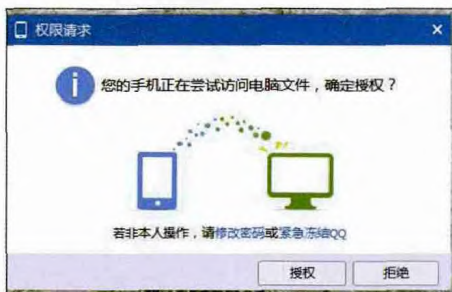 权限请求
您的手机正在尝试访问电脑文件，确定授权？
若非本人操作，请修改密码或紧急冻结QQ
授权 拒绝